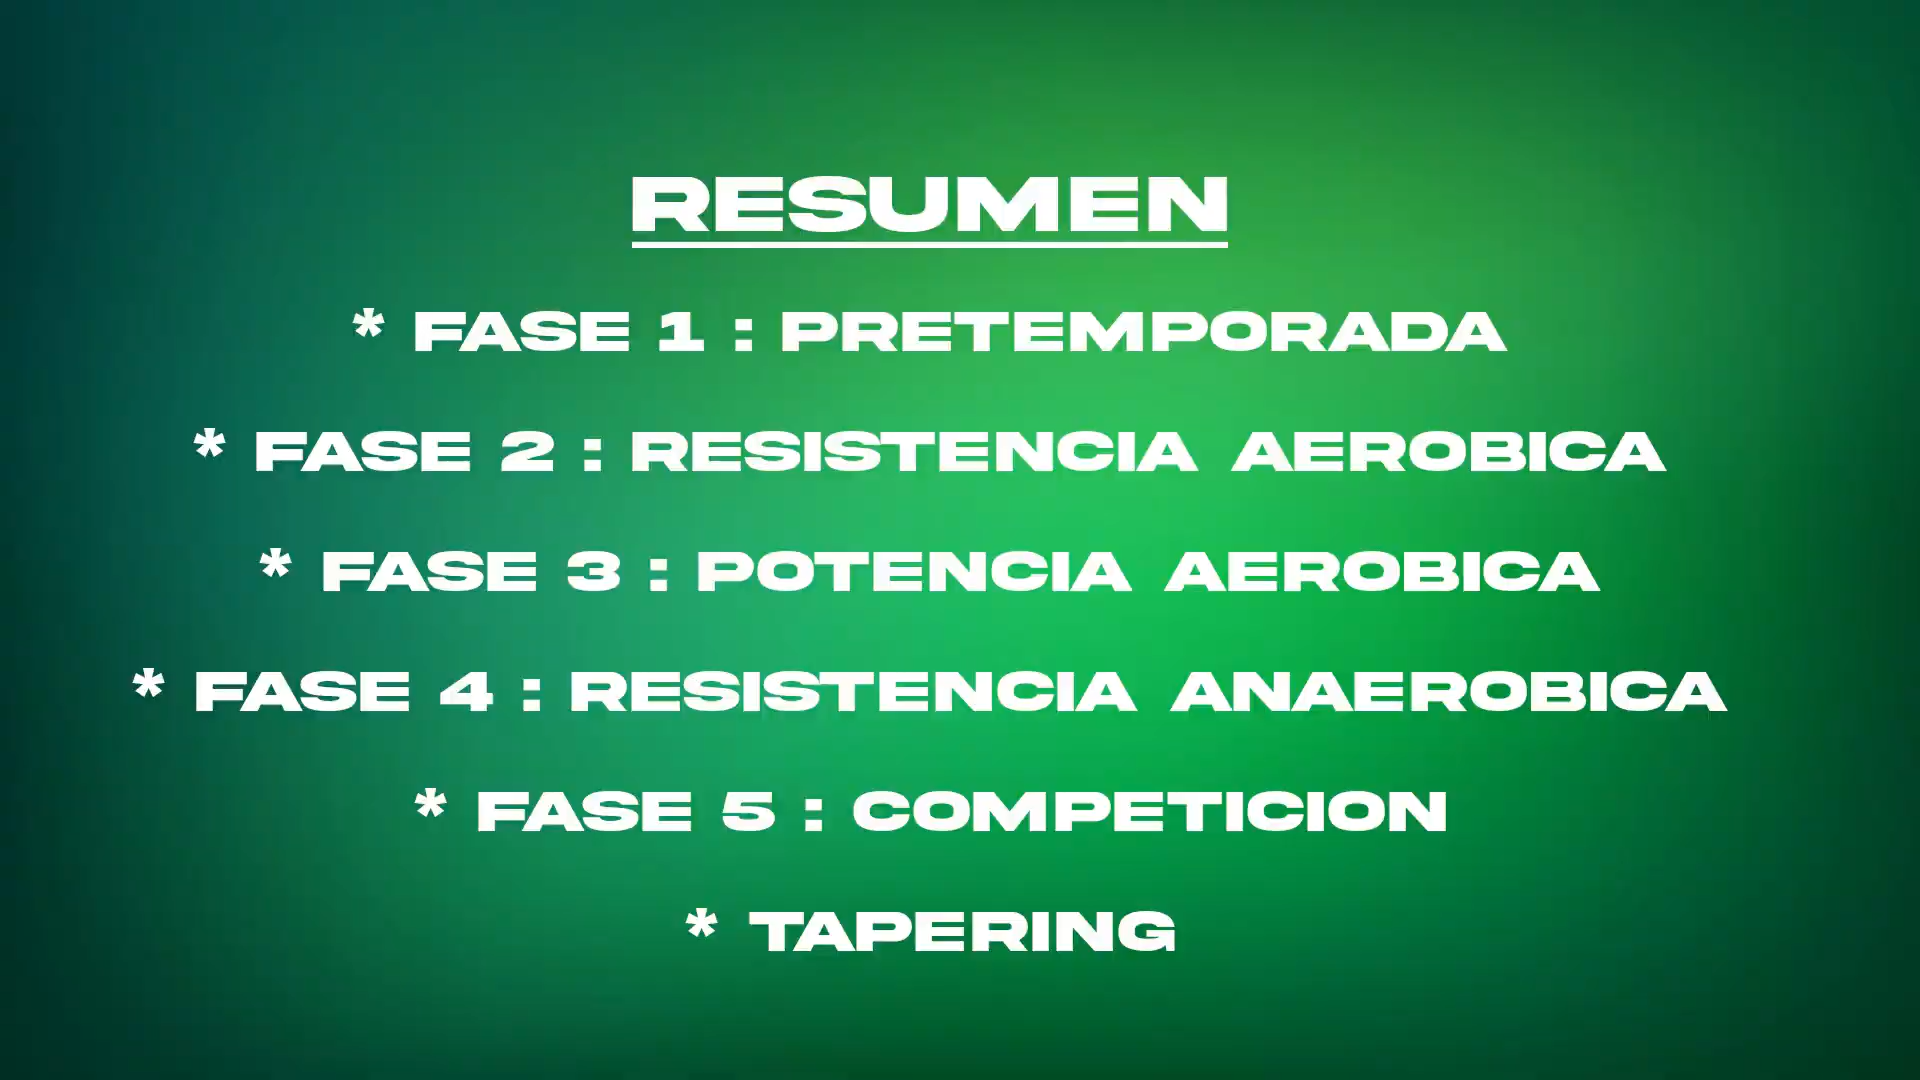 RESUMEN
* FASE 1 : PRETEMPORADA
* FASE 2 : RESISTENCIA AEROBICA
* FASE 3 : POTENCIA AEROBICA
* FASE 4 : RESISTENCIA ANAEROBICA
* FASE 5 : COMPETICION
* TAPERING